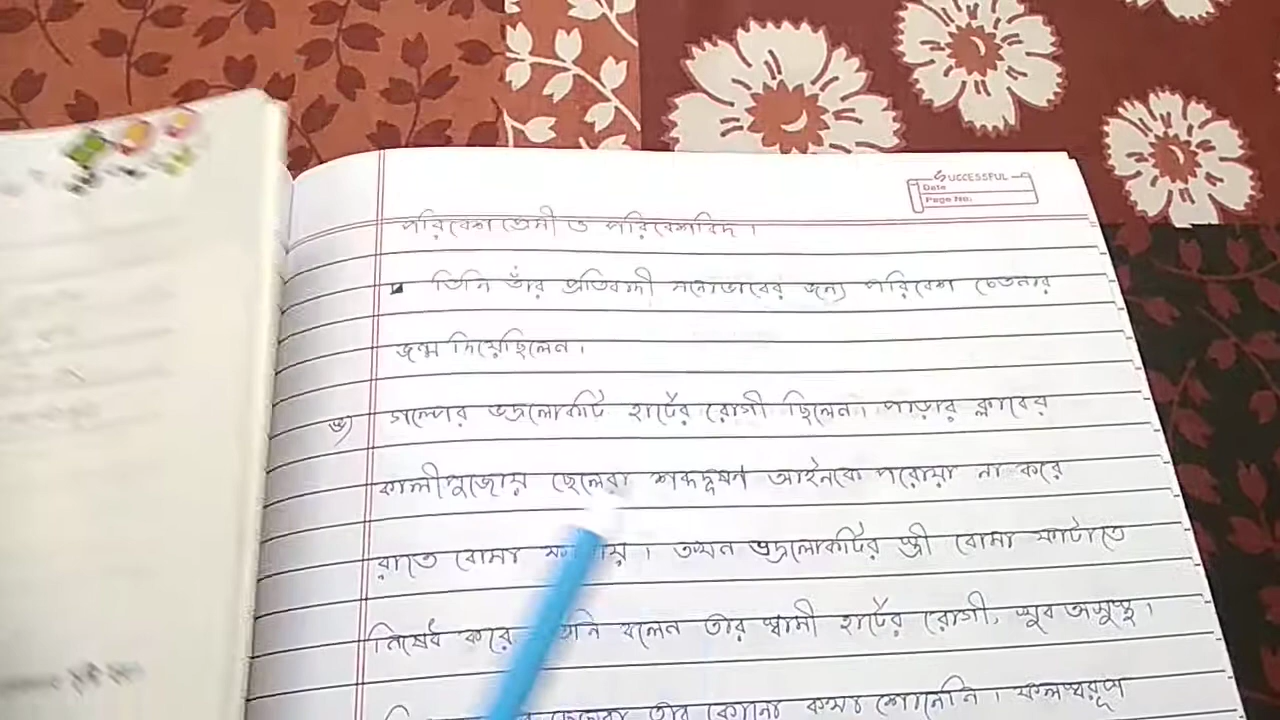 SUCCESSFUL
Date
Page No.
পরিবেশ প্রেমী ও পরিবেশবিদ।
তিনি তাঁর প্রতিবাদী মনোভাবের জন্য পরিবেশ চেতনার
জন্ম দিয়েছিলেন।
ঙ) গল্পের ভদ্রলোকটি হার্টের রোগী ছিলেন। পাড়ার ক্লাবের
কালীপুজোয় ছেলেরা শব্দদূষণ আইনকে পরোয়া না করে
রাতে বোমা । তখন ভদ্রলোকটির স্ত্রী বোমা ফাটাতে
নিষেধ করে বলেন তার স্বামী হার্টের রোগী, খুব অসুস্থ।
ছেলেরা তার কোনো কথা শোনেনি। ফলস্বরূপ